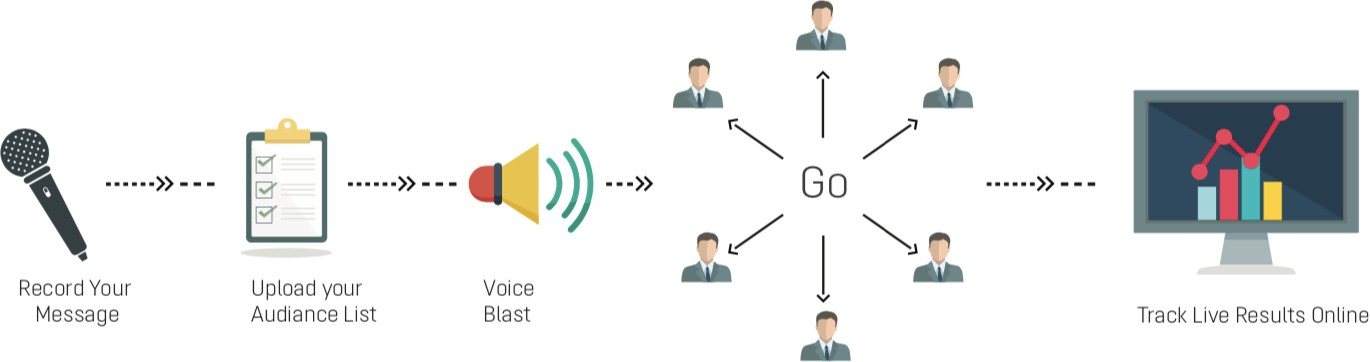 Record Your
Message
Upload your
Audiance List
Voice
Blast
Go
Track Live Results Online